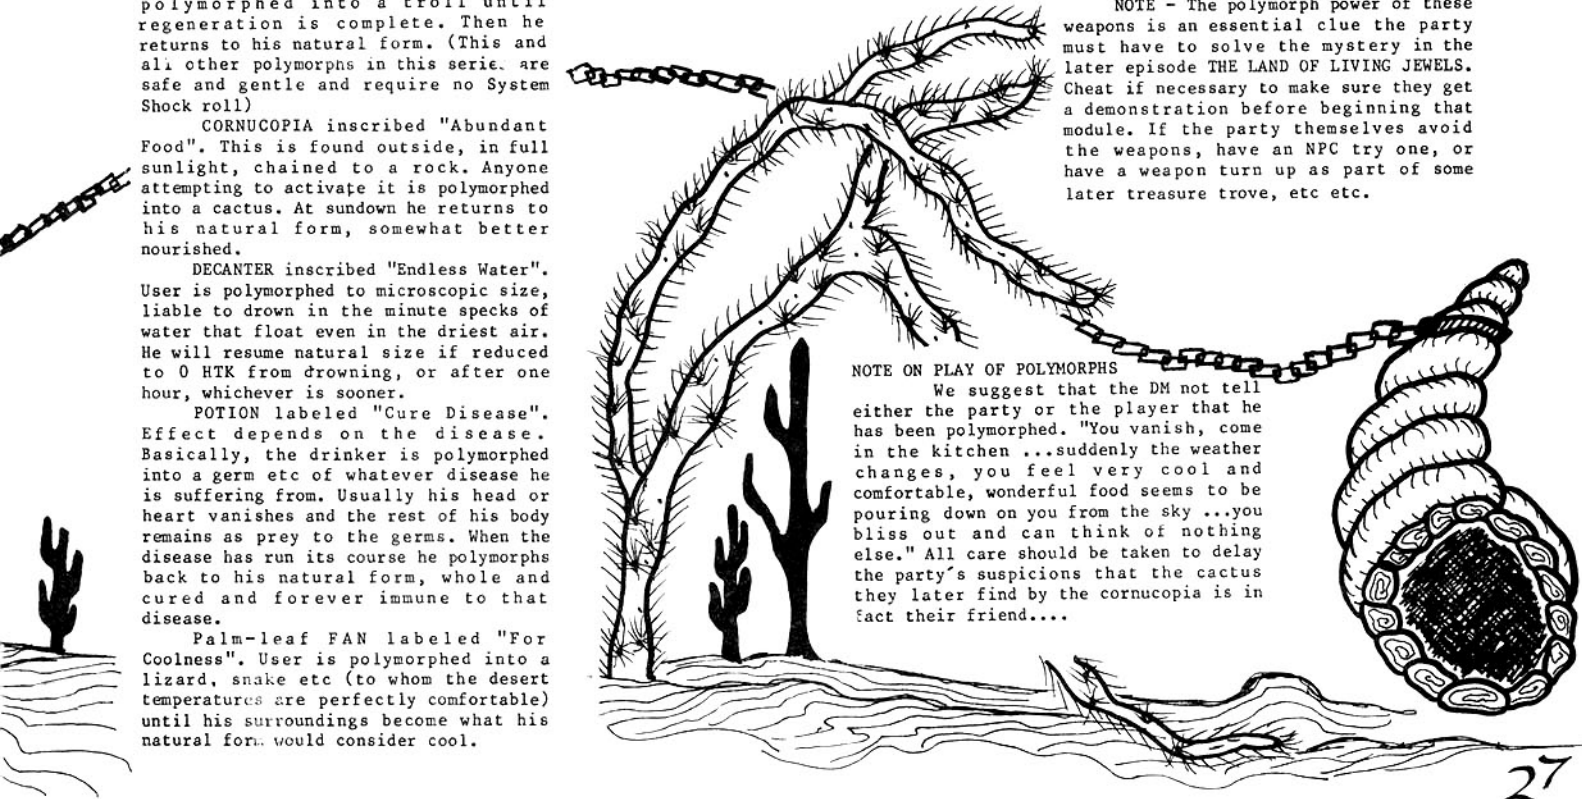 polymorphed into a troll until
regeneration is complete. Then he
returns to his natural form. (This and
all other polymorphs in this series are
safe and gentle and require no System
Shock roll)
CORNUCOPIA inscribed "Abundant
Food". This is found outside, in full
sunlight, chained to a rock. Anyone
attempting to activate it is polymorphed
into a cactus. At sundown he returns to
his natural form, somewhat better
nourished.
DECANTER inscribed "Endless Water".
User is polymorphed to microscopic size,
liable to drown in the minute specks of
water that float even in the driest air.
He will resume natural size if reduced
to 0 HTK from drowning, or after one
hour, whichever is sooner.
POTION labeled "Cure Disease".
Effect depends on the disease.
Basically, the drinker is polymorphed
into a germ etc of whatever disease he
is suffering from. Usually his head or
heart vanishes and the rest of his body
remains as prey to the germs. When the
disease has run its course he polymorphs
back to his natural form, whole and
cured and forever immune to that
disease.
Palm-leaf FAN labeled "For
Coolness". User is polymorphed into a
lizard, snake etc (to whom the desert
temperatures are perfectly comfortable)
until his surroundings become what his
natural form would consider cool.
NOTE - The polymorph power of these
weapons is an essential clue the party
must have to solve the mystery in the
later episode THE LAND OF LIVING JEWELS.
Cheat if necessary to make sure they get
a demonstration before beginning that
module. If the party themselves avoid
the weapons, have an NPC try one, or
have a weapon turn up as part of some
later treasure trove, etc etc.
NOTE ON PLAY OF POLYMORPHS
We suggest that the DM not tell
either the party or the player that he
has been polymorphed. "You vanish, come
in the kitchen ...suddenly the weather
changes, you feel very cool and
comfortable, wonderful food seems to be
pouring down on you from the sky ...you
bliss out and can think of nothing
else." All care should be taken to delay
the party's suspicions that the cactus
they later find by the cornucopia is in
fact their friend....
27